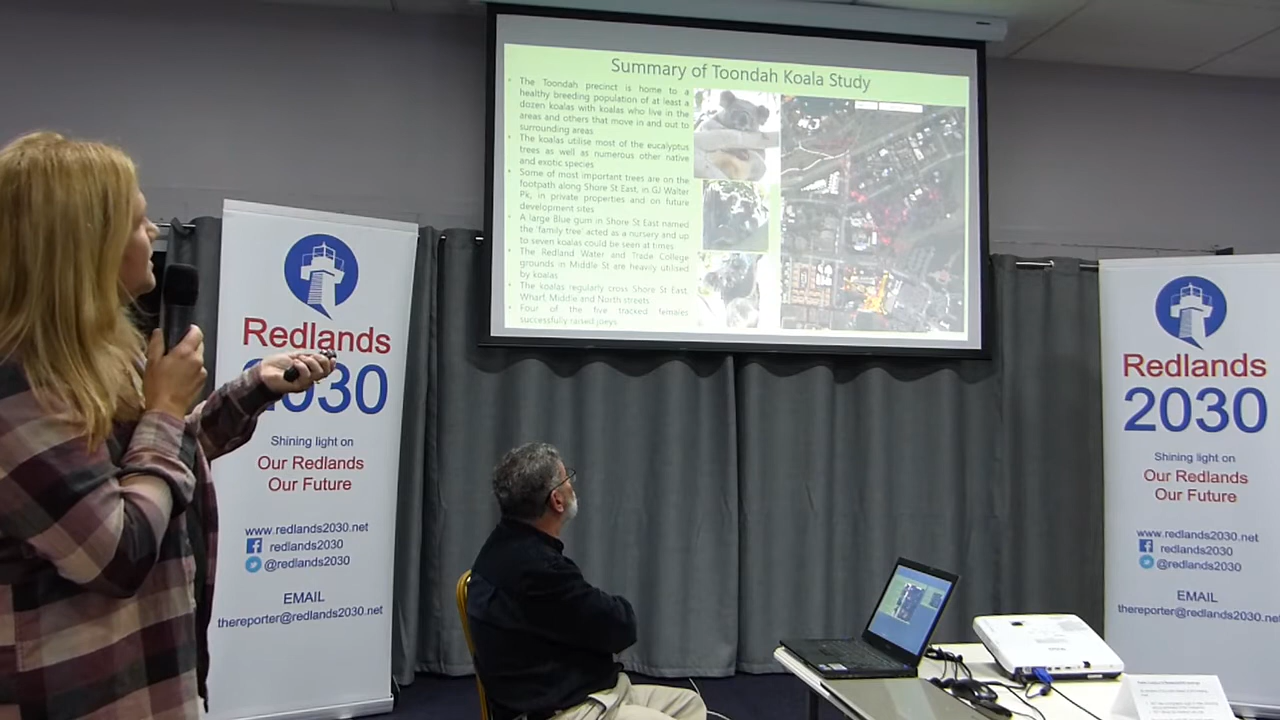 Summary of Toondah Koala Study
The Toondah precinct is home to a
healthy breeding population of at least a
dozen koalas with koalas who live in the
areas and others that move in and out to
surrounding areas
The koalas utilise most of the eucalyptus
trees as well as numerous other native
and exotic species
Some of most important trees are on the
footpath along Shore St East, in GJ Walter
Pk, in private properties and on future
development sites
A large Blue gum in Shore St East named
the 'family tree' acted as a nursery and up
to seven koalas could be seen at times
The Redland Water and Trade College
grounds in Middle St are heavily utilised
by koalas
The koalas regularly cross Shore St East
Wharf, Middle and North streets
Four of the five tracked females
successfully raised joeys
Redlands
2030
Shining light on
Our Redlands
Our Future
www.redlands2030.net
redlands2030
@redlands2030
EMAIL
thereporter@redlands2030.net
Redlands
2030
Shining light on
Our Redlands
Our Future
www.redlands2030.net
redlands2030
@redlands2030
EMAIL
thereporter@redlands2030.net